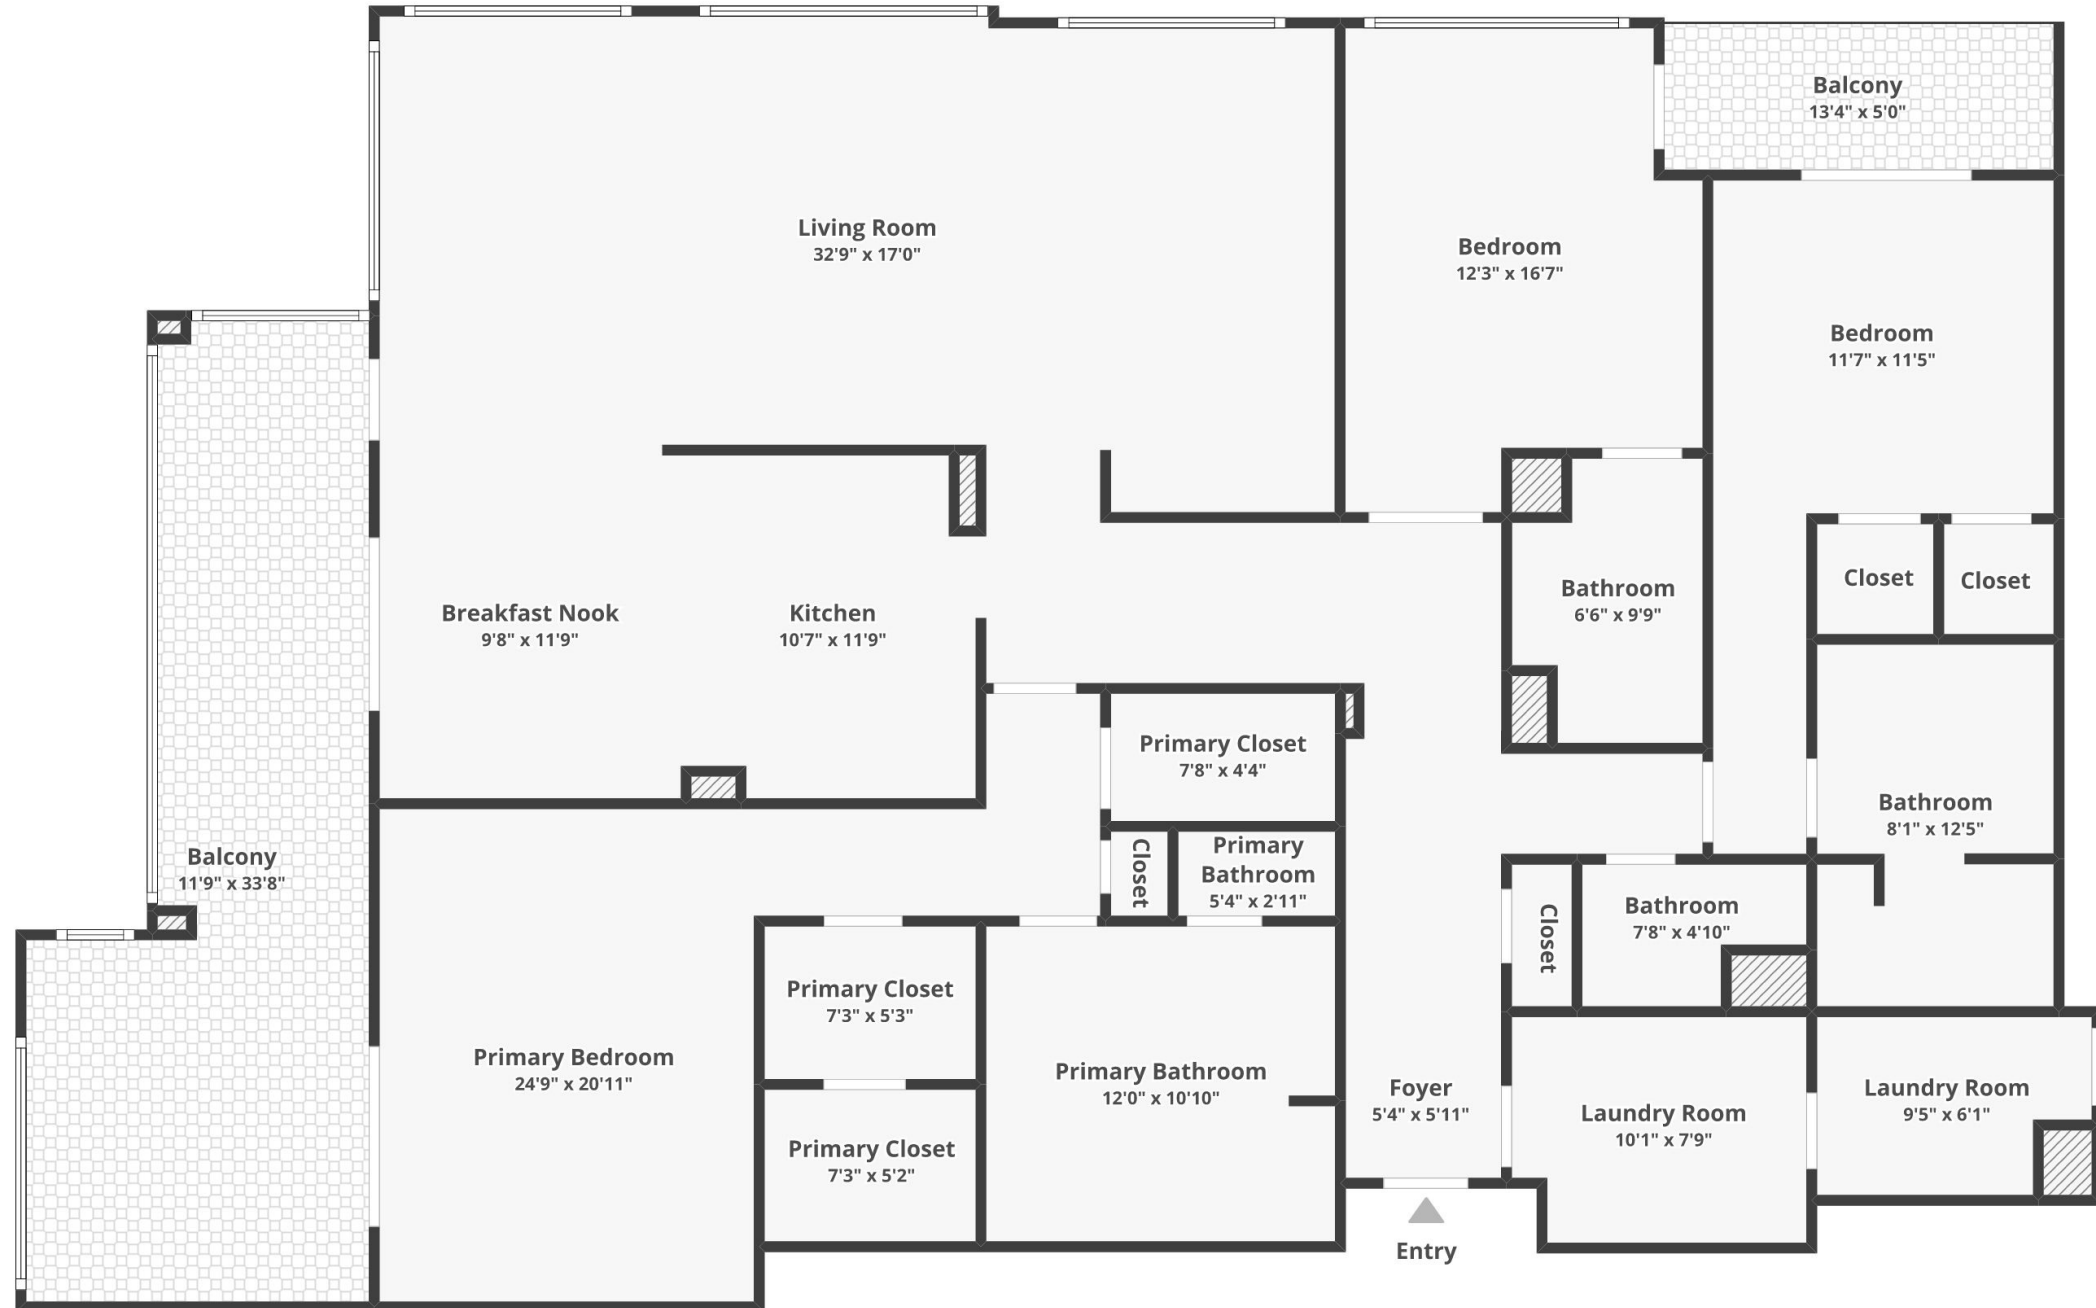 Balcony
13'4" x 5'0"
Living Room
32'9" x 17'0"
Bedroom
12'3" x 16'7"
Bedroom
11'7" x 11'5"
Breakfast Nook
9'8" x 11'9"
Kitchen
10'7" x 11'9"
Bathroom
6'6" x 9'9"
Closet
Closet
Primary Closet
7'8" x 4'4"
Bathroom
8'1" x 12'5"
Balcony
11'9" x 33'8"
Closet
Primary
Bathroom
5'4" x 2'11"
Closet
Bathroom
7'8" x 4'10"
Primary Closet
7'3" x 5'3"
Primary Bedroom
24'9" x 20'11"
Primary Bathroom
12'0" x 10'10"
Foyer
5'4" x 5'11"
Laundry Room
10'1" x 7'9"
Laundry Room
9'5" x 6'1"
Primary Closet
7'3" x 5'2"
Entry